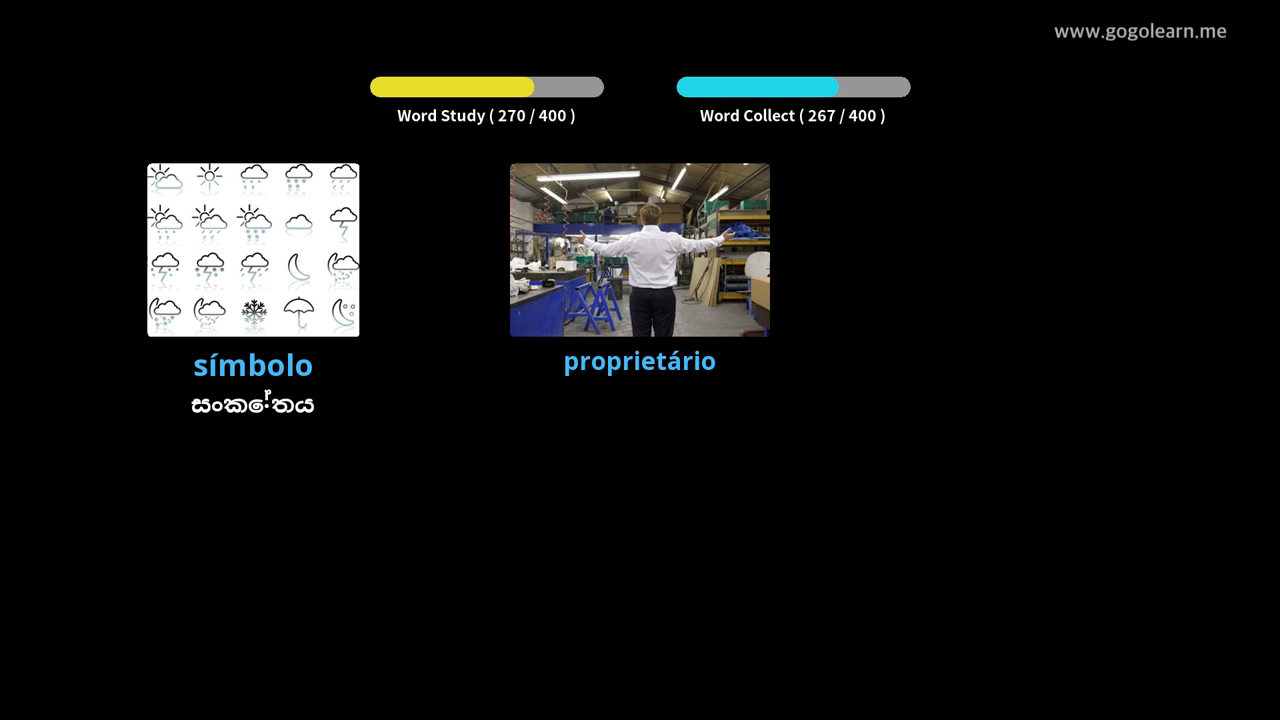 www.gogolearn.me
Word Study ( 270 / 400 )
Word Collect ( 267 / 400 )
símbolo
proprietário
සංකේතය